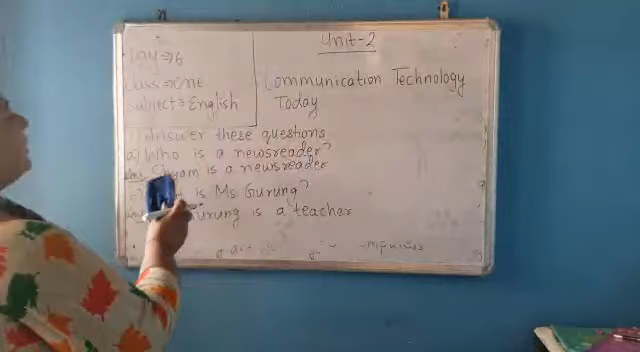 Unit-2
Day → 6
Class → One
Subject → English
Communication Technology
Today
Answer these questions
a) Who is a newsreader?
Ans Shyam is a newsreader
is Ms Gurung?
Gurung is a teacher